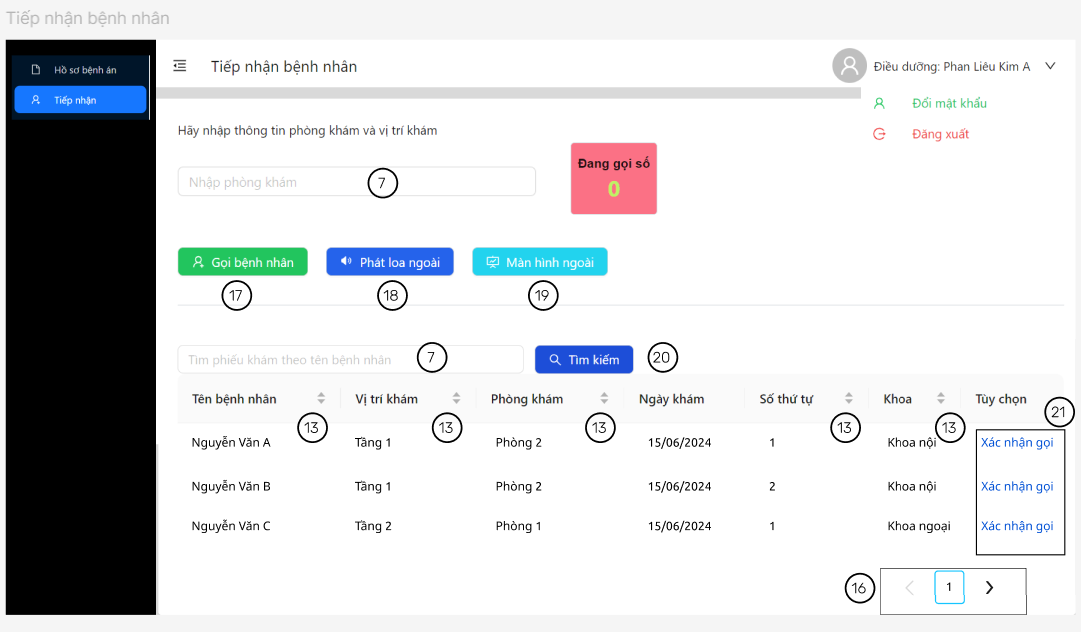 Tiếp nhận bệnh nhân
Hồ sơ bệnh án
Tiếp nhận
Tiếp nhận bệnh nhân
Điều dưỡng: Phan Liêu Kim A
Đổi mật khẩu
Đăng xuất
Hãy nhập thông tin phòng khám và vị trí khám
Nhập phòng khám
7
Đang gọi số
0
Gọi bệnh nhân
Phát loa ngoài
Màn hình ngoài
17
18
19
Tìm phiếu khám theo tên bệnh nhân
7
Tìm kiếm
20
Tên bệnh nhân Vị trí khám Phòng khám Ngày khám Số thứ tự Khoa Tùy chọn
13 13 13 13 13 21
Nguyễn Văn A Tầng 1 Phòng 2 15/06/2024 1 Khoa nội Xác nhận gọi
Nguyễn Văn B Tầng 1 Phòng 2 15/06/2024 2 Khoa nội Xác nhận gọi
Nguyễn Văn C Tầng 2 Phòng 1 15/06/2024 1 Khoa ngoại Xác nhận gọi
16
1